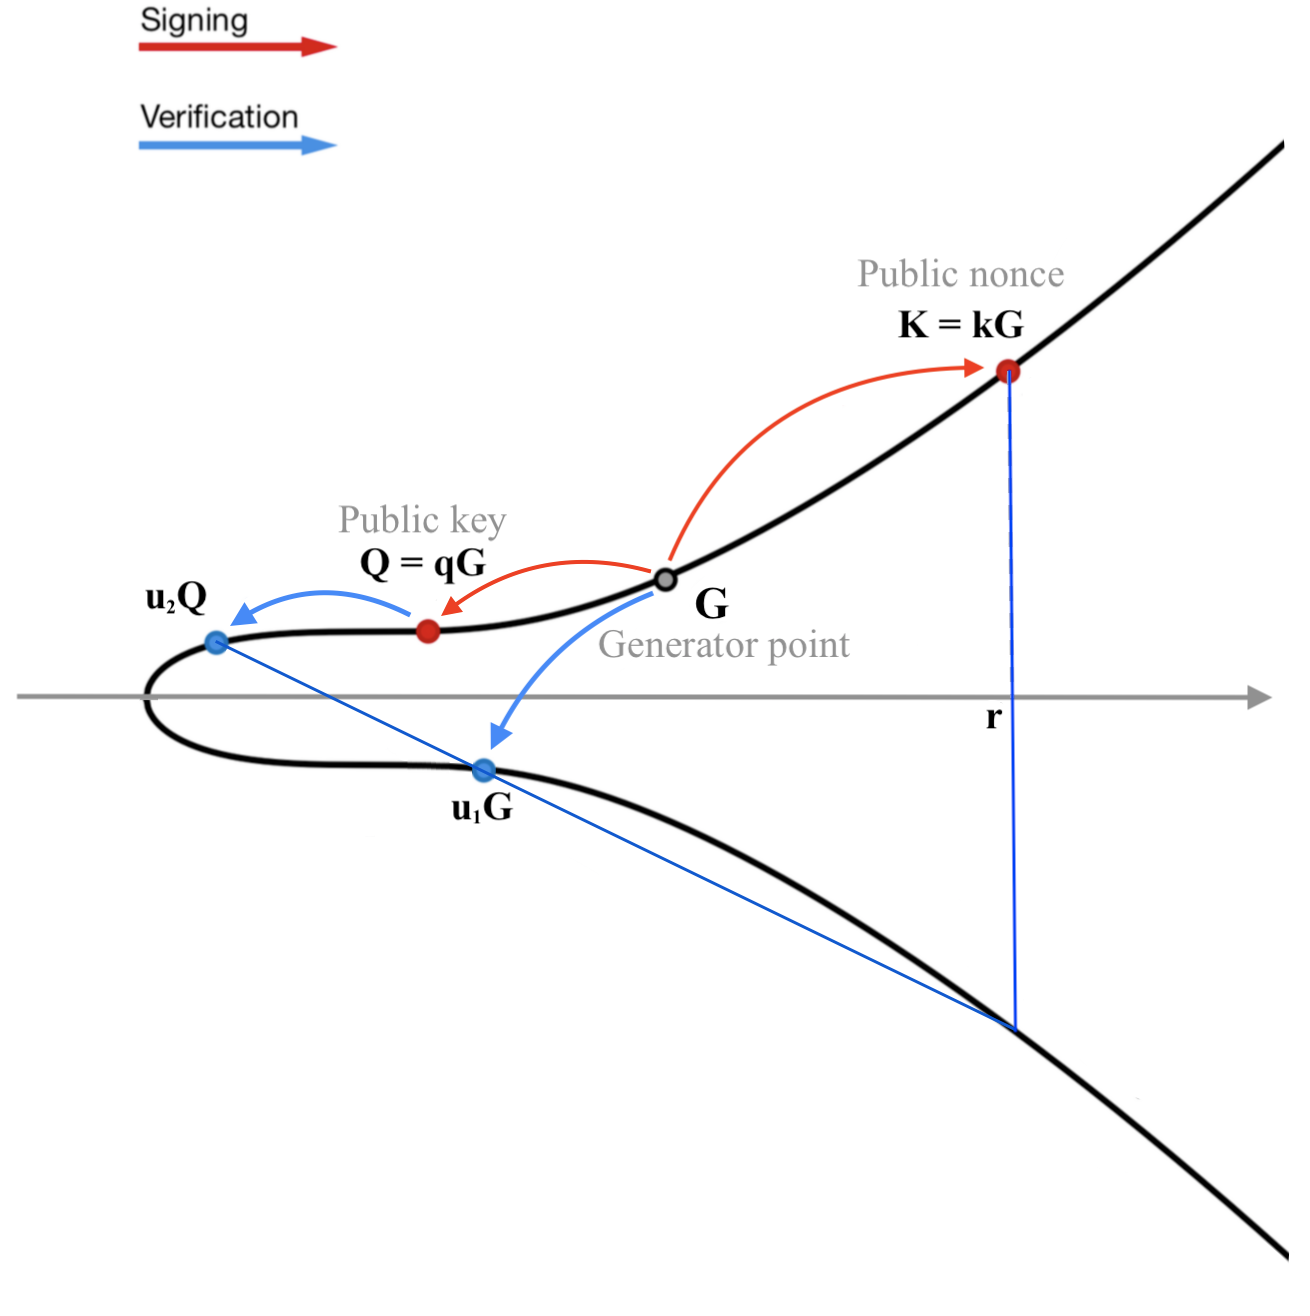 Signing
Verification
Public nonce
K = kG
Public key
Q = qG
u₂Q
G
Generator point
r
u₁G